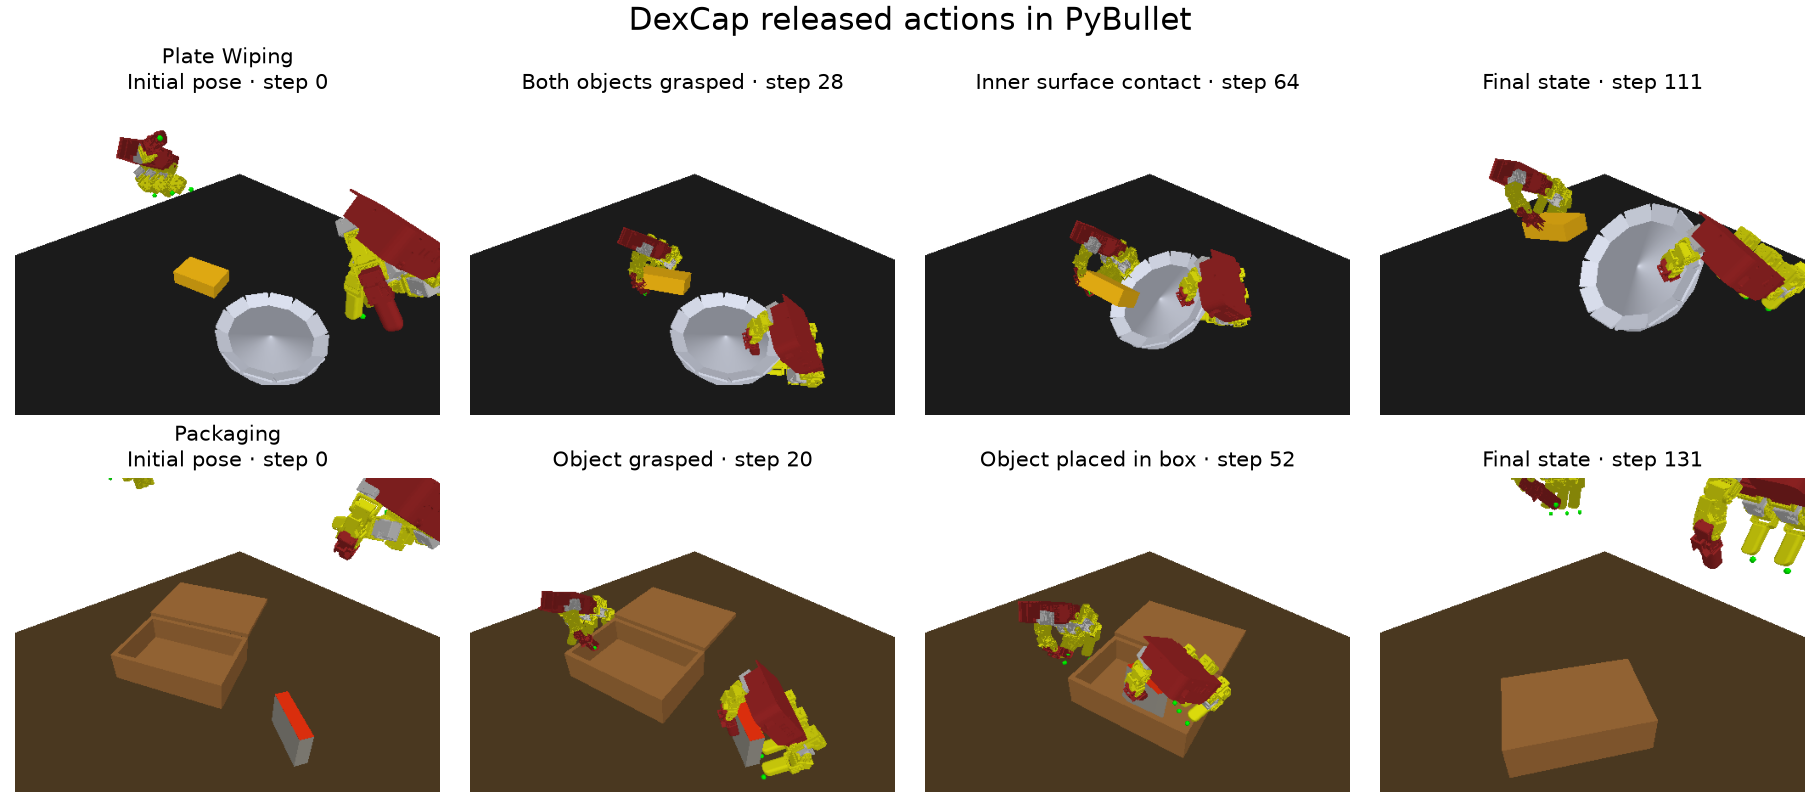 DexCap released actions in PyBullet
Plate Wiping
Initial pose · step 0
Both objects grasped · step 28
Inner surface contact · step 64
Final state · step 111
Packaging
Initial pose · step 0
Object grasped · step 20
Object placed in box · step 52
Final state · step 131